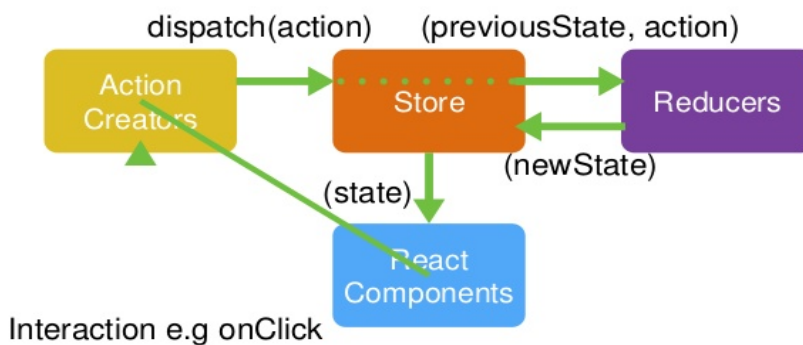 dispatch(action)
(previousState, action)
Action
Creators
Store
Reducers
(newState)
(state)
React
Components
Interaction e.g onClick